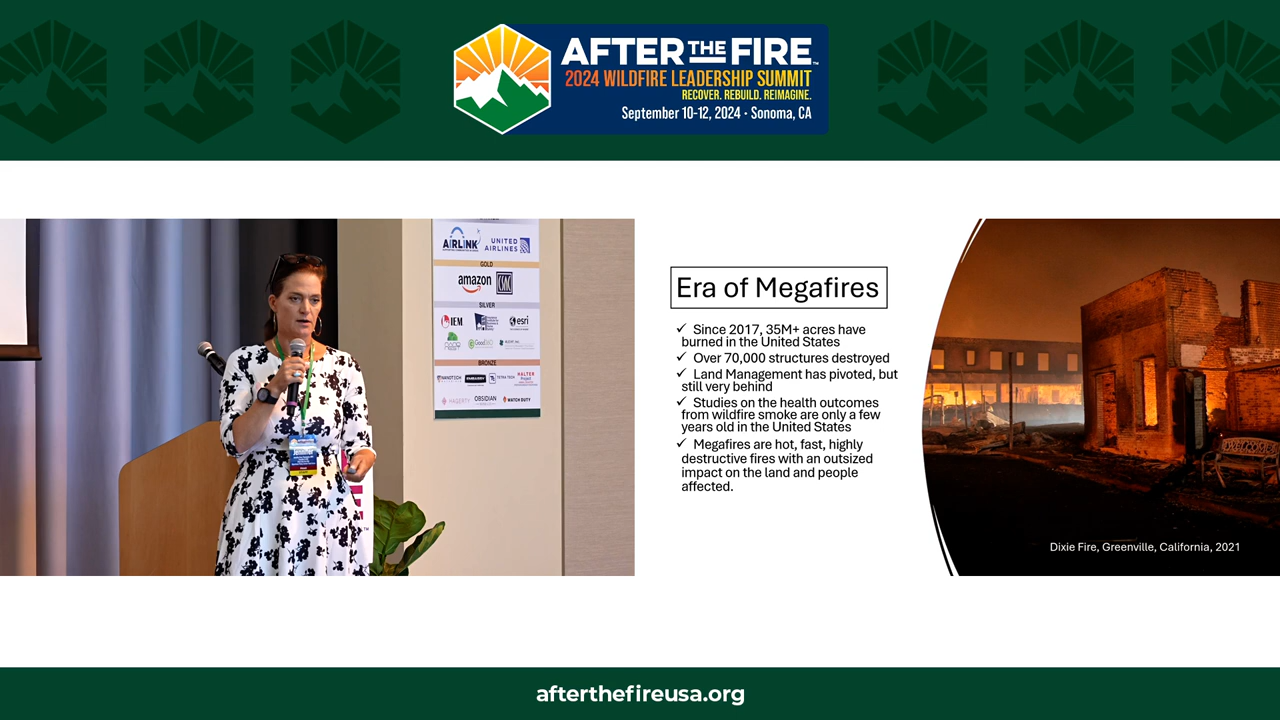 AFTER THE FIRE™
2024 WILDFIRE LEADERSHIP SUMMIT
RECOVER. REBUILD. REIMAGINE.
September 10-12, 2024 · Sonoma, CA
AIRLINK
UNITED
AIRLINES
GOLD
amazon
SILVER
IEM
esri
BRONZE
TETRA TECH
HALTER
HAGERTY
OBSIDIAN
WATCH DUTY
Era of Megafires
✓ Since 2017, 35M+ acres have
burned in the United States
✓ Over 70,000 structures destroyed
✓ Land Management has pivoted, but
still very behind
✓ Studies on the health outcomes
from wildfire smoke are only a few
years old in the United States
✓ Megafires are hot, fast, highly
destructive fires with an outsized
impact on the land and people
affected.
Dixie Fire, Greenville, California, 2021
afterthefireusa.org